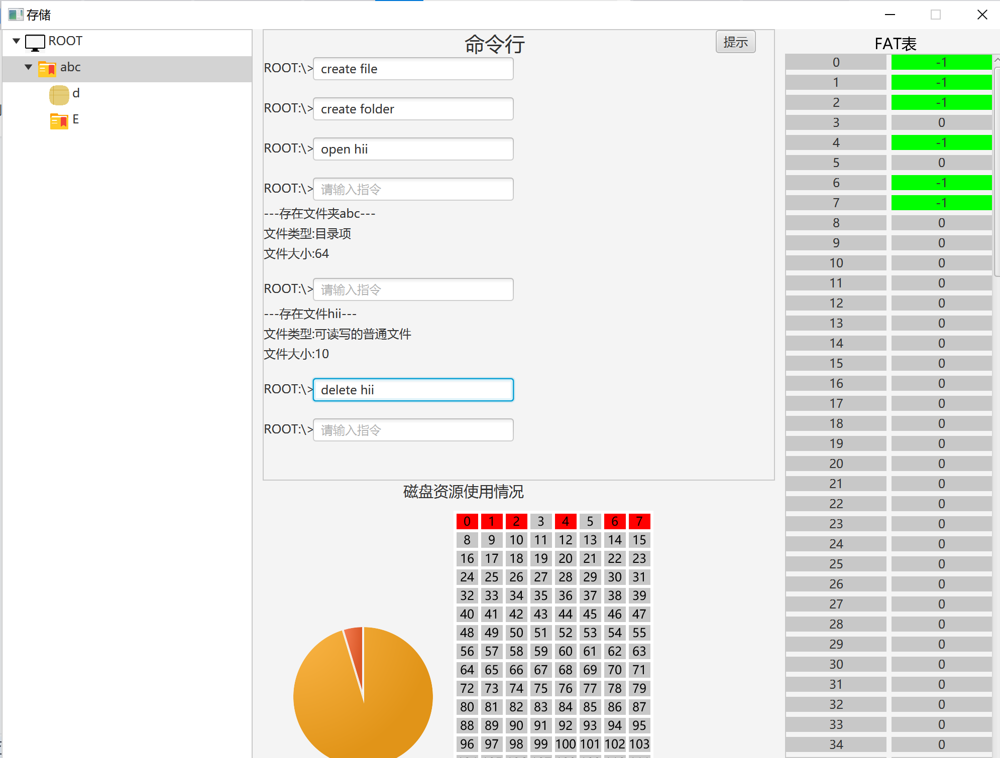 存储
ROOT
abc
d
E
命令行
提示
ROOT:\> create file
ROOT:\> create folder
ROOT:\> open hii
ROOT:\> 请输入指令
---存在文件夹abc---
文件类型:目录项
文件大小:64
ROOT:\> 请输入指令
---存在文件hii---
文件类型:可读写的普通文件
文件大小:10
ROOT:\> delete hii
ROOT:\> 请输入指令
磁盘资源使用情况
0 1 2 3 4 5 6 7
8 9 10 11 12 13 14 15
16 17 18 19 20 21 22 23
24 25 26 27 28 29 30 31
32 33 34 35 36 37 38 39
40 41 42 43 44 45 46 47
48 49 50 51 52 53 54 55
56 57 58 59 60 61 62 63
64 65 66 67 68 69 70 71
72 73 74 75 76 77 78 79
80 81 82 83 84 85 86 87
88 89 90 91 92 93 94 95
96 97 98 99 100 101 102 103
FAT表
0 -1
1 -1
2 -1
3 0
4 -1
5 0
6 -1
7 -1
8 0
9 0
10 0
11 0
12 0
13 0
14 0
15 0
16 0
17 0
18 0
19 0
20 0
21 0
22 0
23 0
24 0
25 0
26 0
27 0
28 0
29 0
30 0
31 0
32 0
33 0
34 0